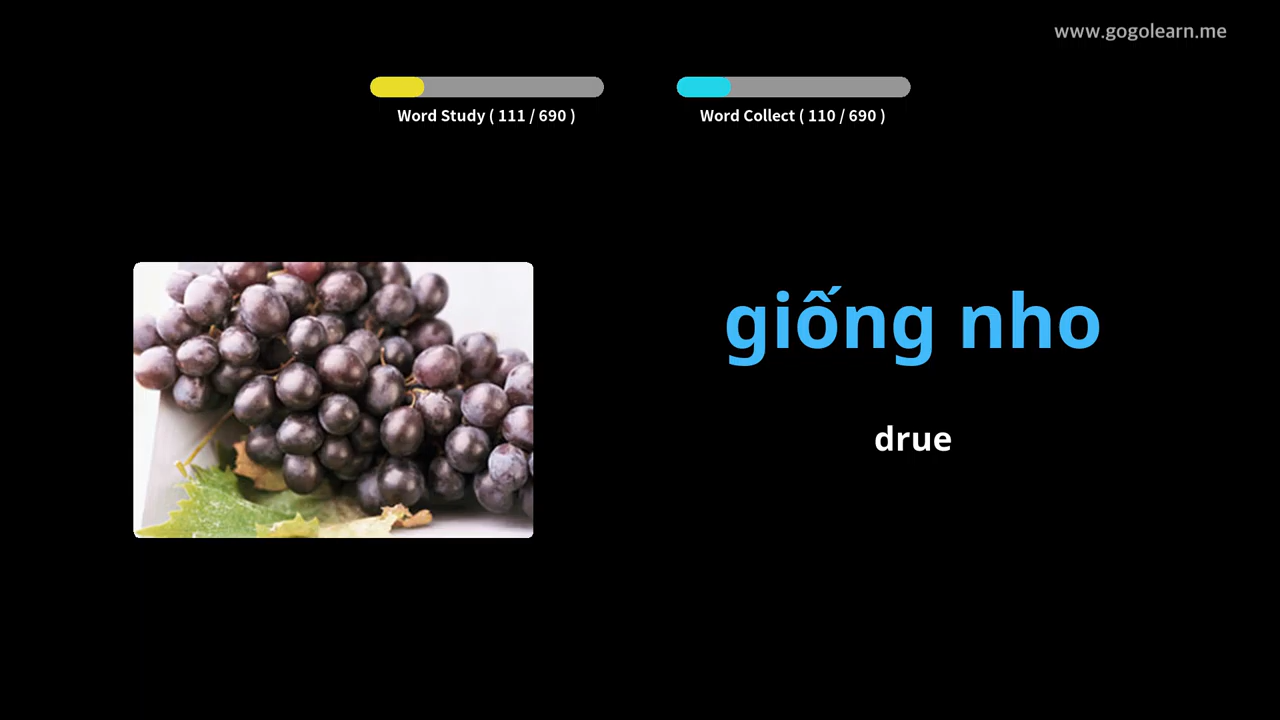 www.gogolearn.me
Word Study ( 111 / 690 )
Word Collect ( 110 / 690 )
giống nho
drue